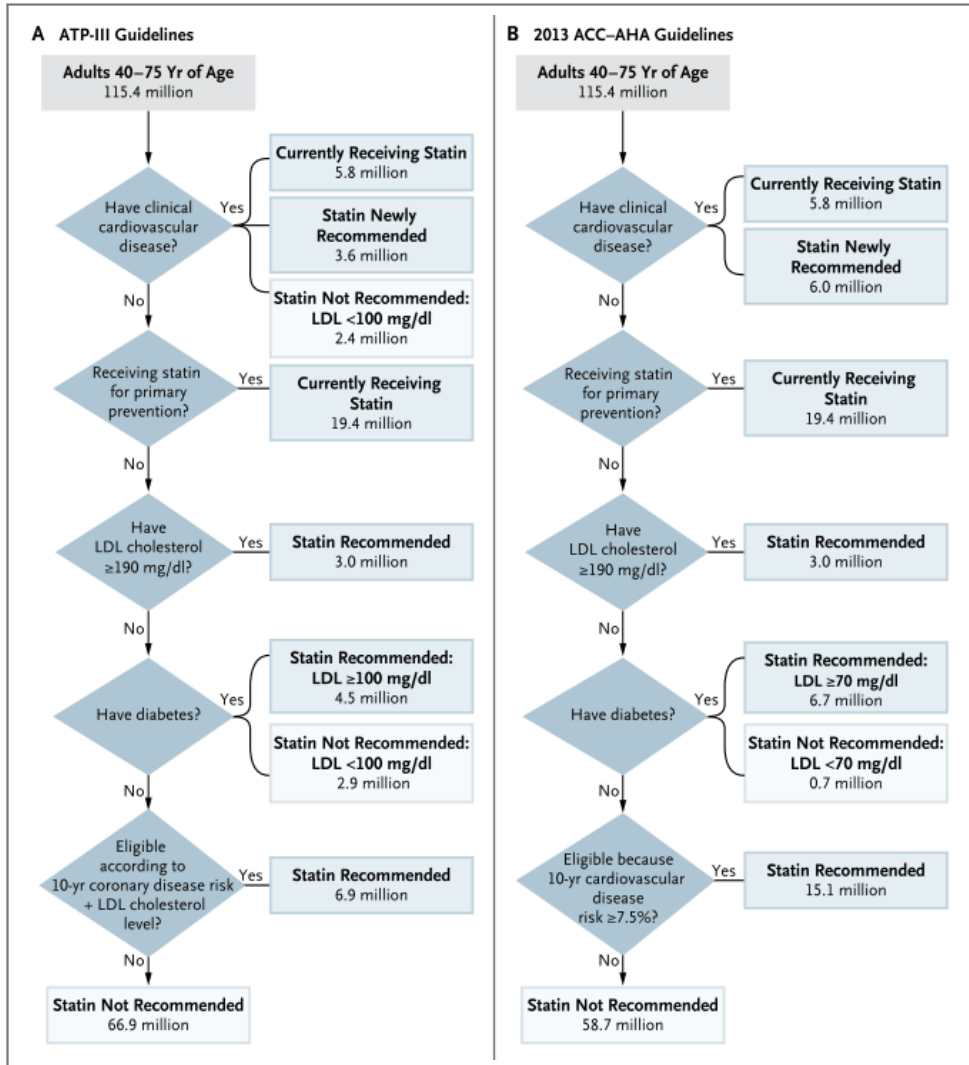 A ATP-III Guidelines
Adults 40–75 Yr of Age
115.4 million
Have clinical
cardiovascular
disease?
Yes
Currently Receiving Statin
5.8 million
Statin Newly
Recommended
3.6 million
Statin Not Recommended:
LDL <100 mg/dl
2.4 million
No
Receiving statin
for primary
prevention?
Yes
Currently Receiving
Statin
19.4 million
No
Have
LDL cholesterol
≥190 mg/dl?
Yes
Statin Recommended
3.0 million
No
Have diabetes?
Yes
Statin Recommended:
LDL ≥100 mg/dl
4.5 million
Statin Not Recommended:
LDL <100 mg/dl
2.9 million
No
Eligible
according to
10-yr coronary disease risk
+ LDL cholesterol
level?
Yes
Statin Recommended
6.9 million
No
Statin Not Recommended
66.9 million
B 2013 ACC–AHA Guidelines
Adults 40–75 Yr of Age
115.4 million
Have clinical
cardiovascular
disease?
Yes
Currently Receiving Statin
5.8 million
Statin Newly
Recommended
6.0 million
No
Receiving statin
for primary
prevention?
Yes
Currently Receiving
Statin
19.4 million
No
Have
LDL cholesterol
≥190 mg/dl?
Yes
Statin Recommended
3.0 million
No
Have diabetes?
Yes
Statin Recommended:
LDL ≥70 mg/dl
6.7 million
Statin Not Recommended:
LDL <70 mg/dl
0.7 million
No
Eligible because
10-yr cardiovascular
disease
risk ≥7.5%?
Yes
Statin Recommended
15.1 million
No
Statin Not Recommended
58.7 million